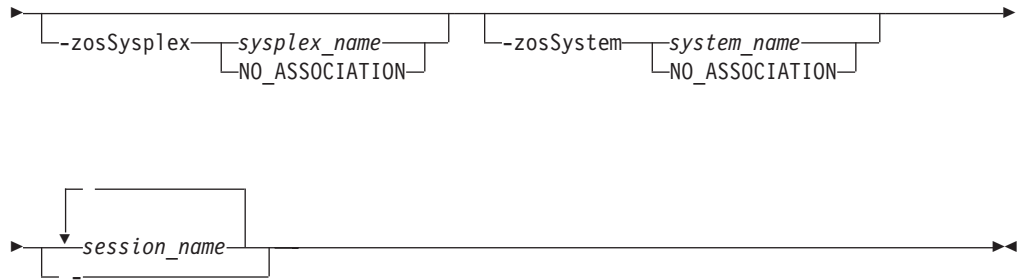 -zosSysplex sysplex_name -zosSystem system_name
NO_ASSOCIATION NO_ASSOCIATION
session_name
-